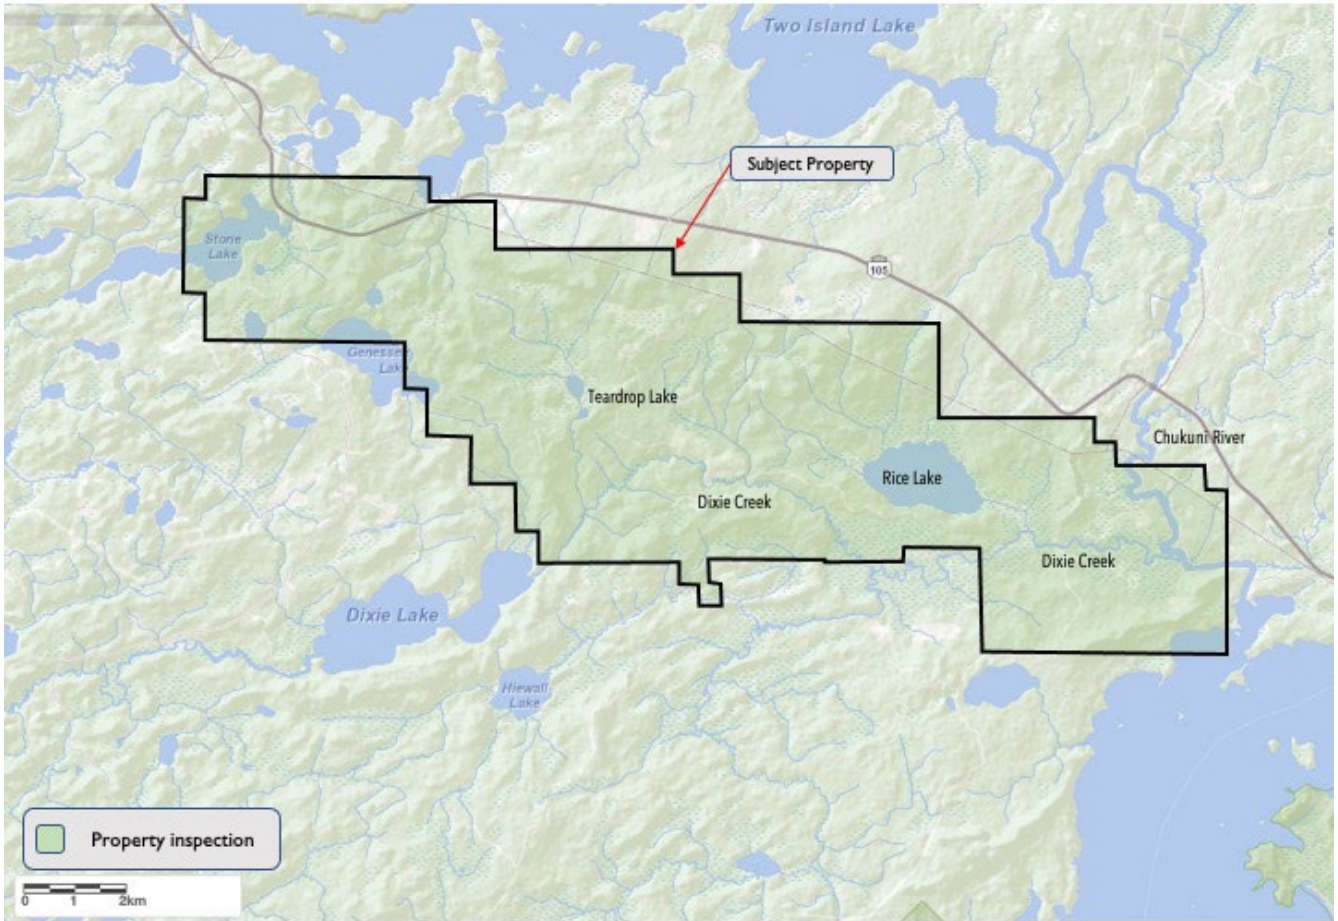 Two Island Lake
Subject Property
Stone
Lake
105
Genessee
Lake
Teardrop Lake
Chukuni River
Rice Lake
Dixie Creek
Dixie Creek
Dixie Lake
Hiewall
Lake
Property inspection
0 1 2km